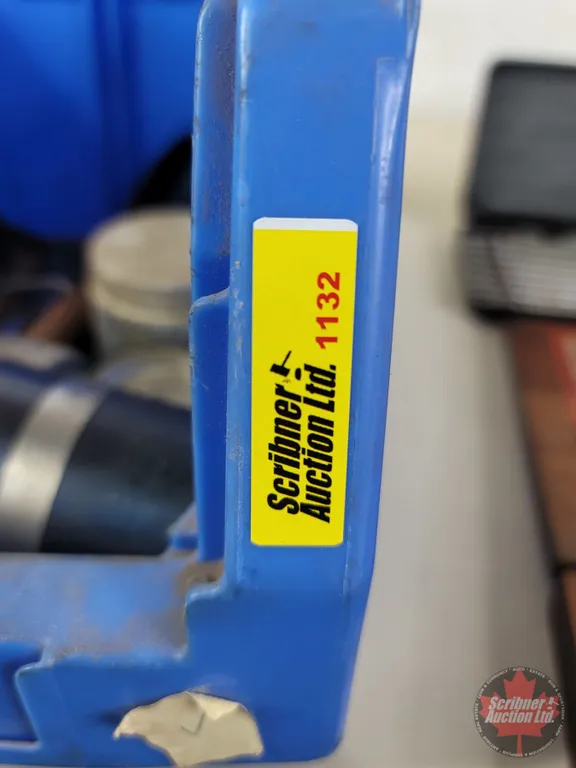 Scribner
Auction Ltd. 1132
Scribner
Auction Ltd.